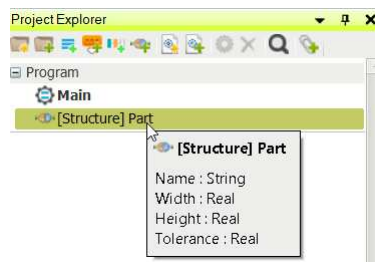 Project Explorer
Program
Main
[Structure] Part
[Structure] Part
Name : String
Width : Real
Height : Real
Tolerance : Real